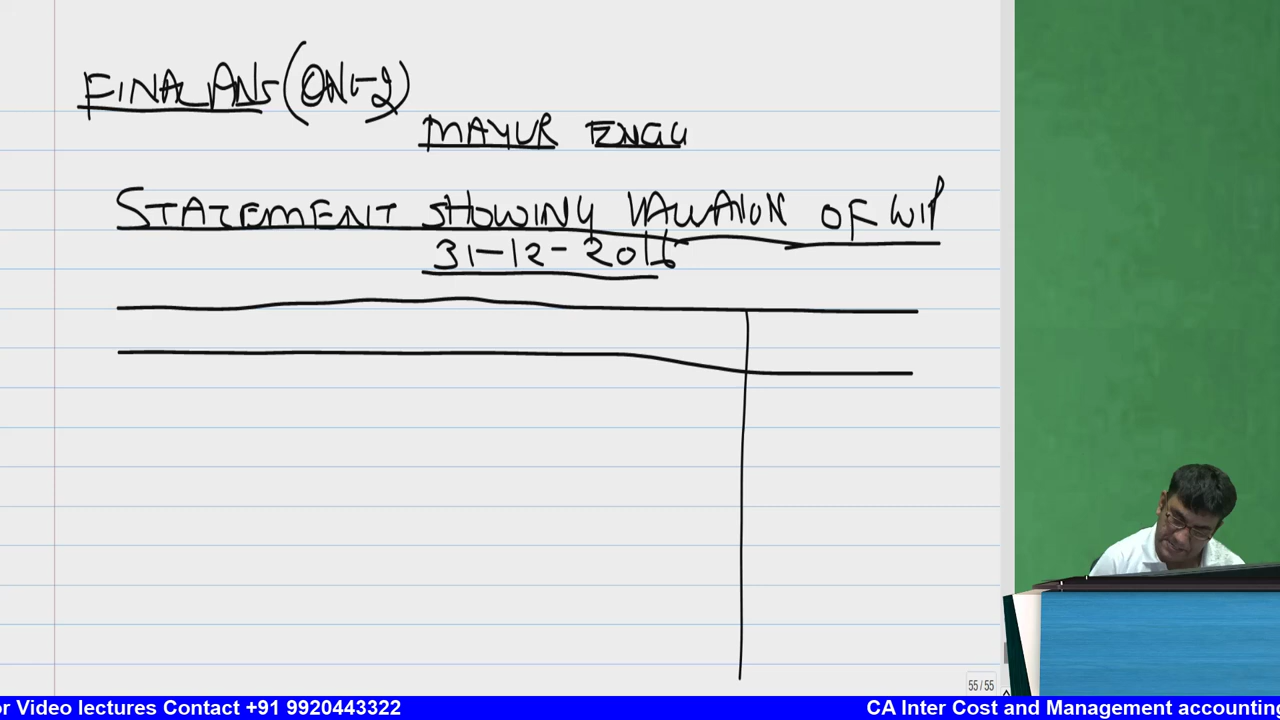 FINAL ANS (QN-2)
MAYUR ENGG
STATEMENT SHOWING VALUATION OF WIP
31-12-2016
55/55
or Video lectures Contact +91 9920443322
CA Inter Cost and Management accounting